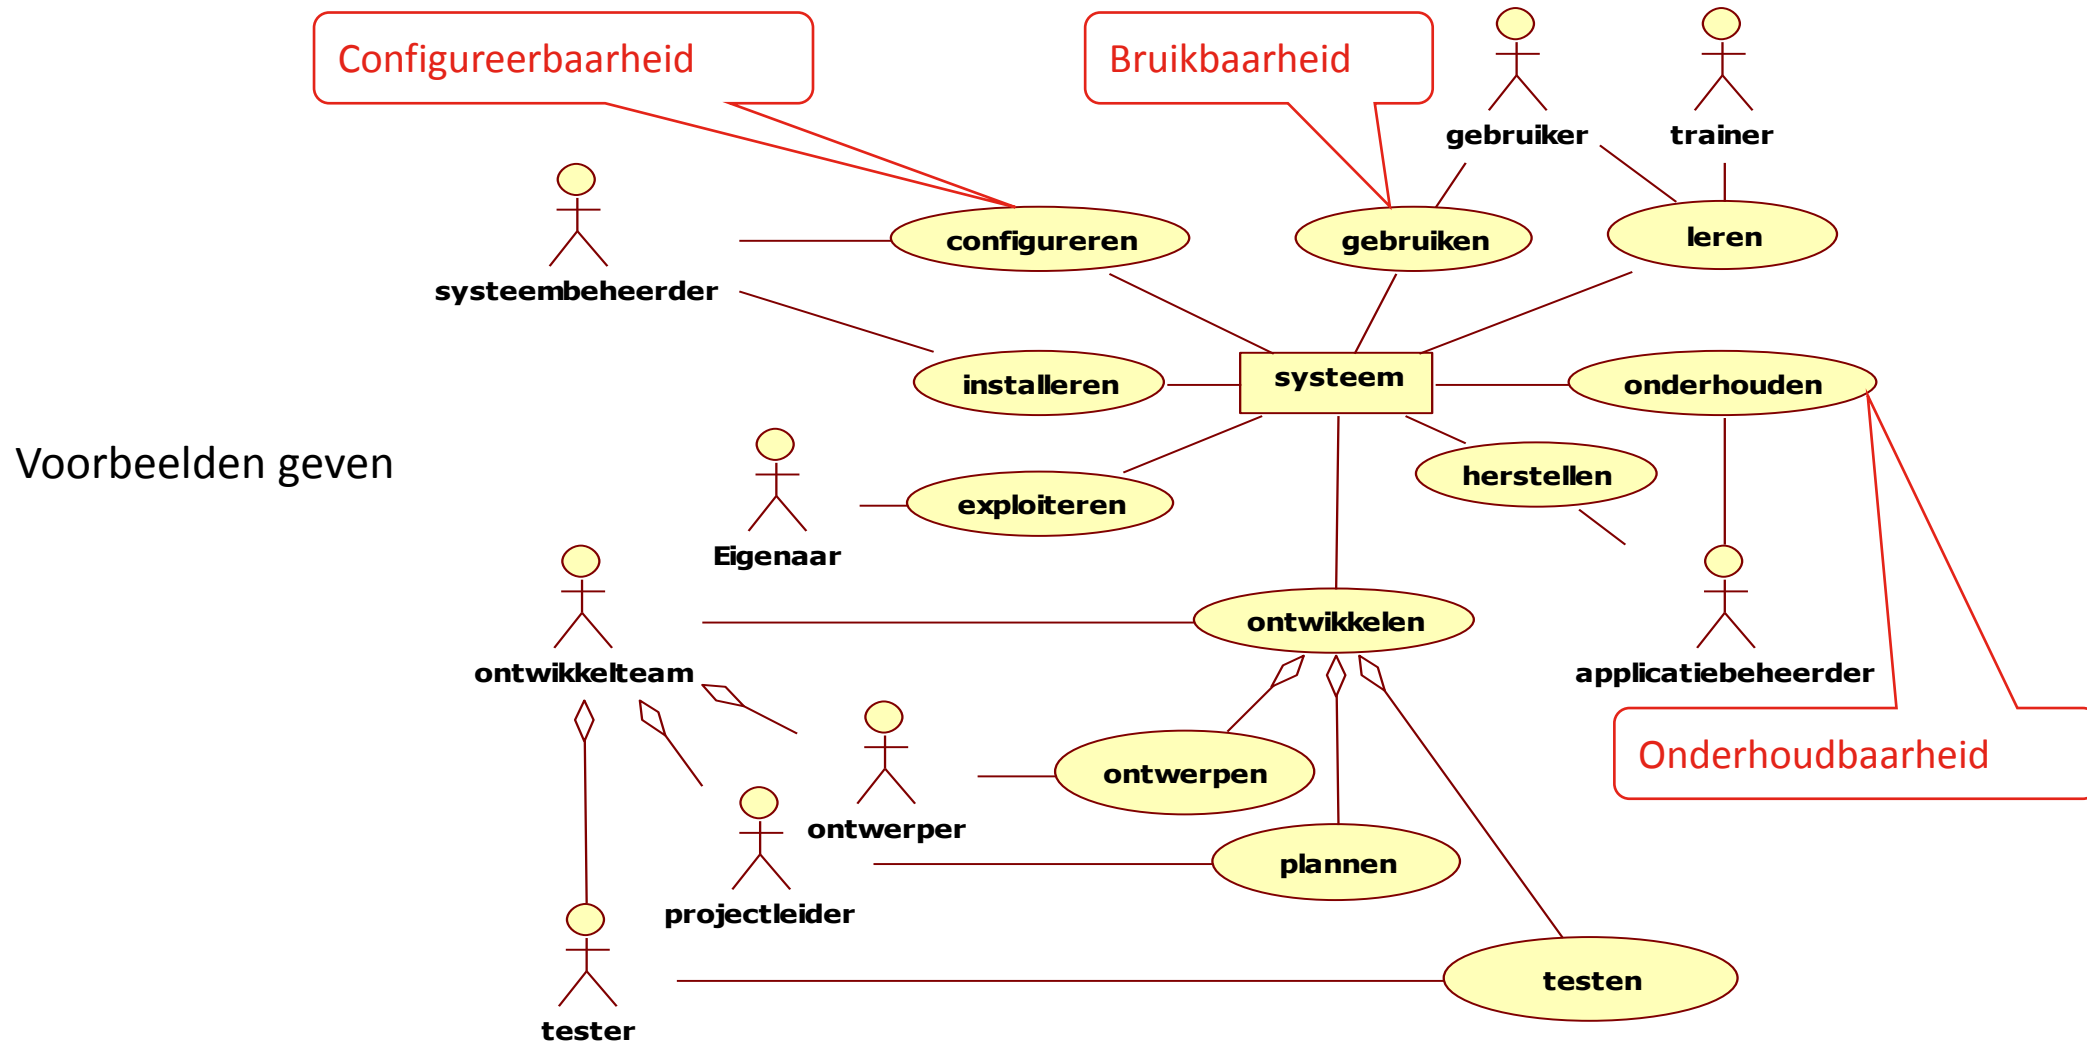 Configureerbaarheid
Bruikbaarheid
gebruiker
trainer
configureren
gebruiken
leren
systeembeheerder
installeren
systeem
onderhouden
Voorbeelden geven
herstellen
exploiteren
Eigenaar
ontwikkelen
ontwikkelteam
applicatiebeheerder
Onderhoudbaarheid
ontwerpen
ontwerper
plannen
projectleider
testen
tester